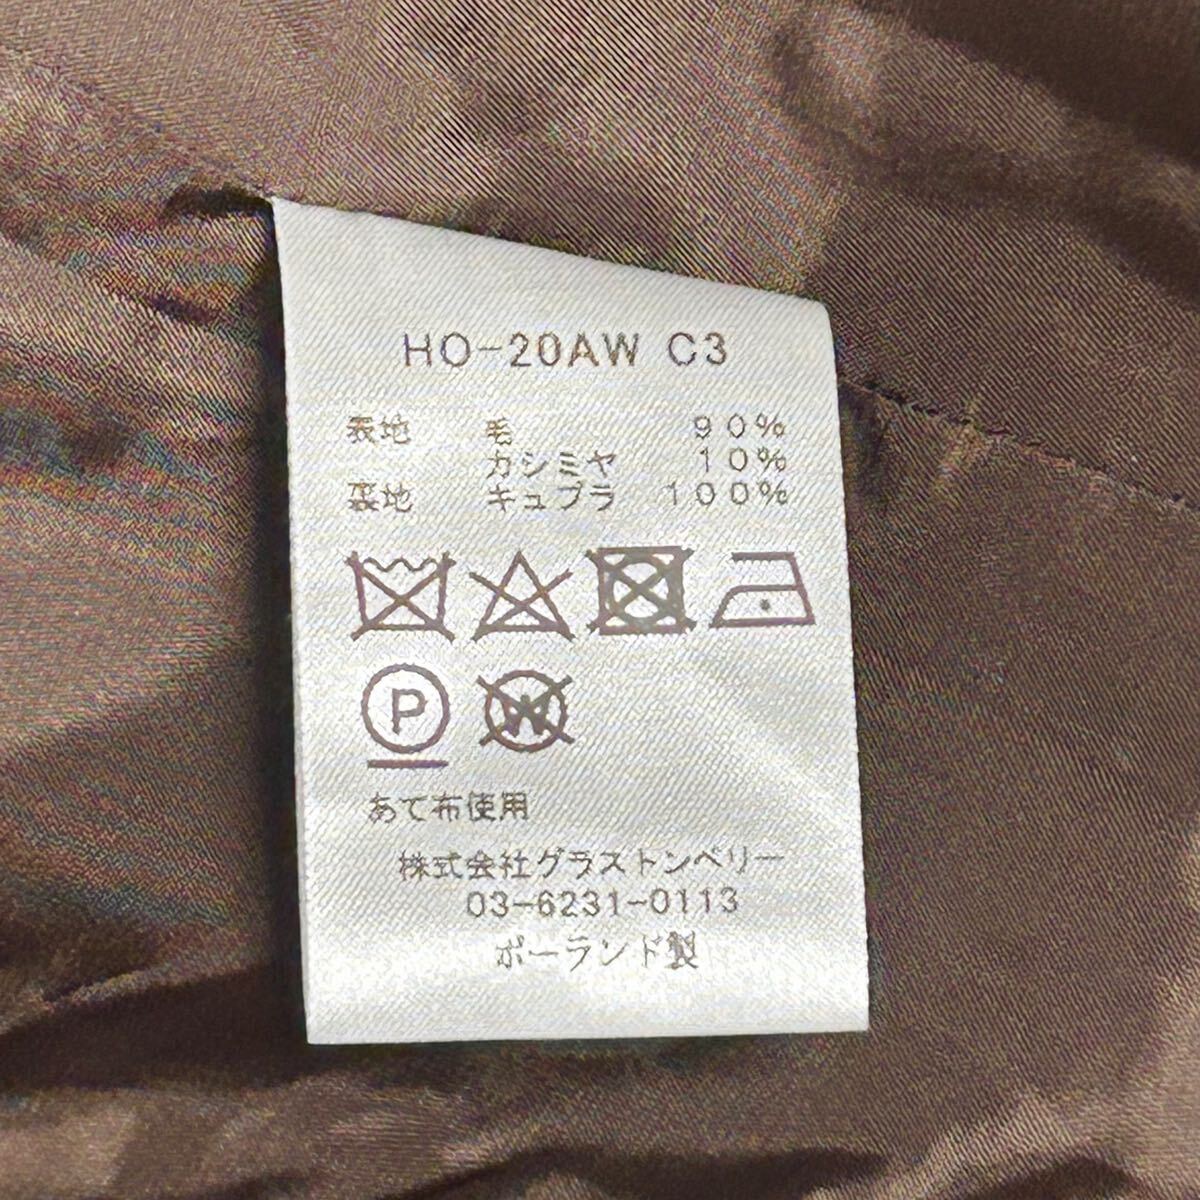 HO-20AW C3
表地 毛 90%
カシミヤ 10%
裏地 キュプラ 100%
P W
あて布使用
株式会社グラストンベリー
03-6231-0113
ポーランド製